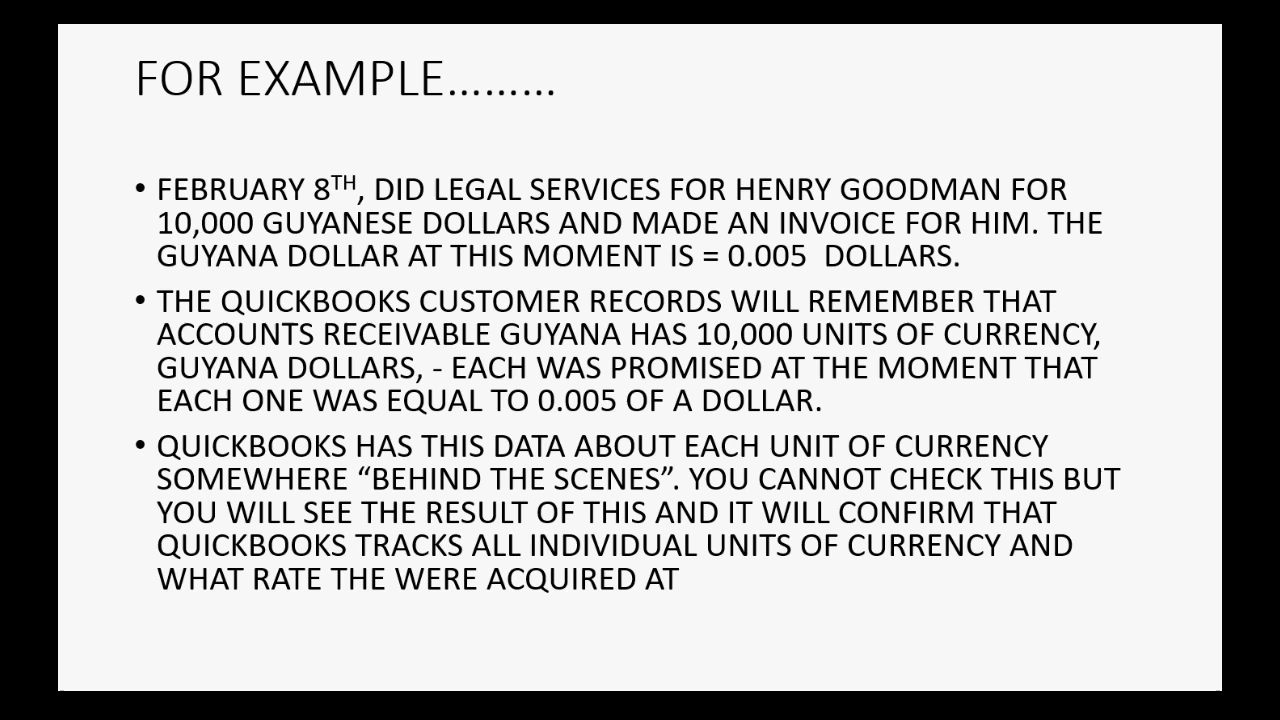 FOR EXAMPLE………
• FEBRUARY 8TH, DID LEGAL SERVICES FOR HENRY GOODMAN FOR
10,000 GUYANESE DOLLARS AND MADE AN INVOICE FOR HIM. THE
GUYANA DOLLAR AT THIS MOMENT IS = 0.005  DOLLARS.
• THE QUICKBOOKS CUSTOMER RECORDS WILL REMEMBER THAT
ACCOUNTS RECEIVABLE GUYANA HAS 10,000 UNITS OF CURRENCY,
GUYANA DOLLARS, - EACH WAS PROMISED AT THE MOMENT THAT
EACH ONE WAS EQUAL TO 0.005 OF A DOLLAR.
• QUICKBOOKS HAS THIS DATA ABOUT EACH UNIT OF CURRENCY
SOMEWHERE “BEHIND THE SCENES”. YOU CANNOT CHECK THIS BUT
YOU WILL SEE THE RESULT OF THIS AND IT WILL CONFIRM THAT
QUICKBOOKS TRACKS ALL INDIVIDUAL UNITS OF CURRENCY AND
WHAT RATE THE WERE ACQUIRED AT